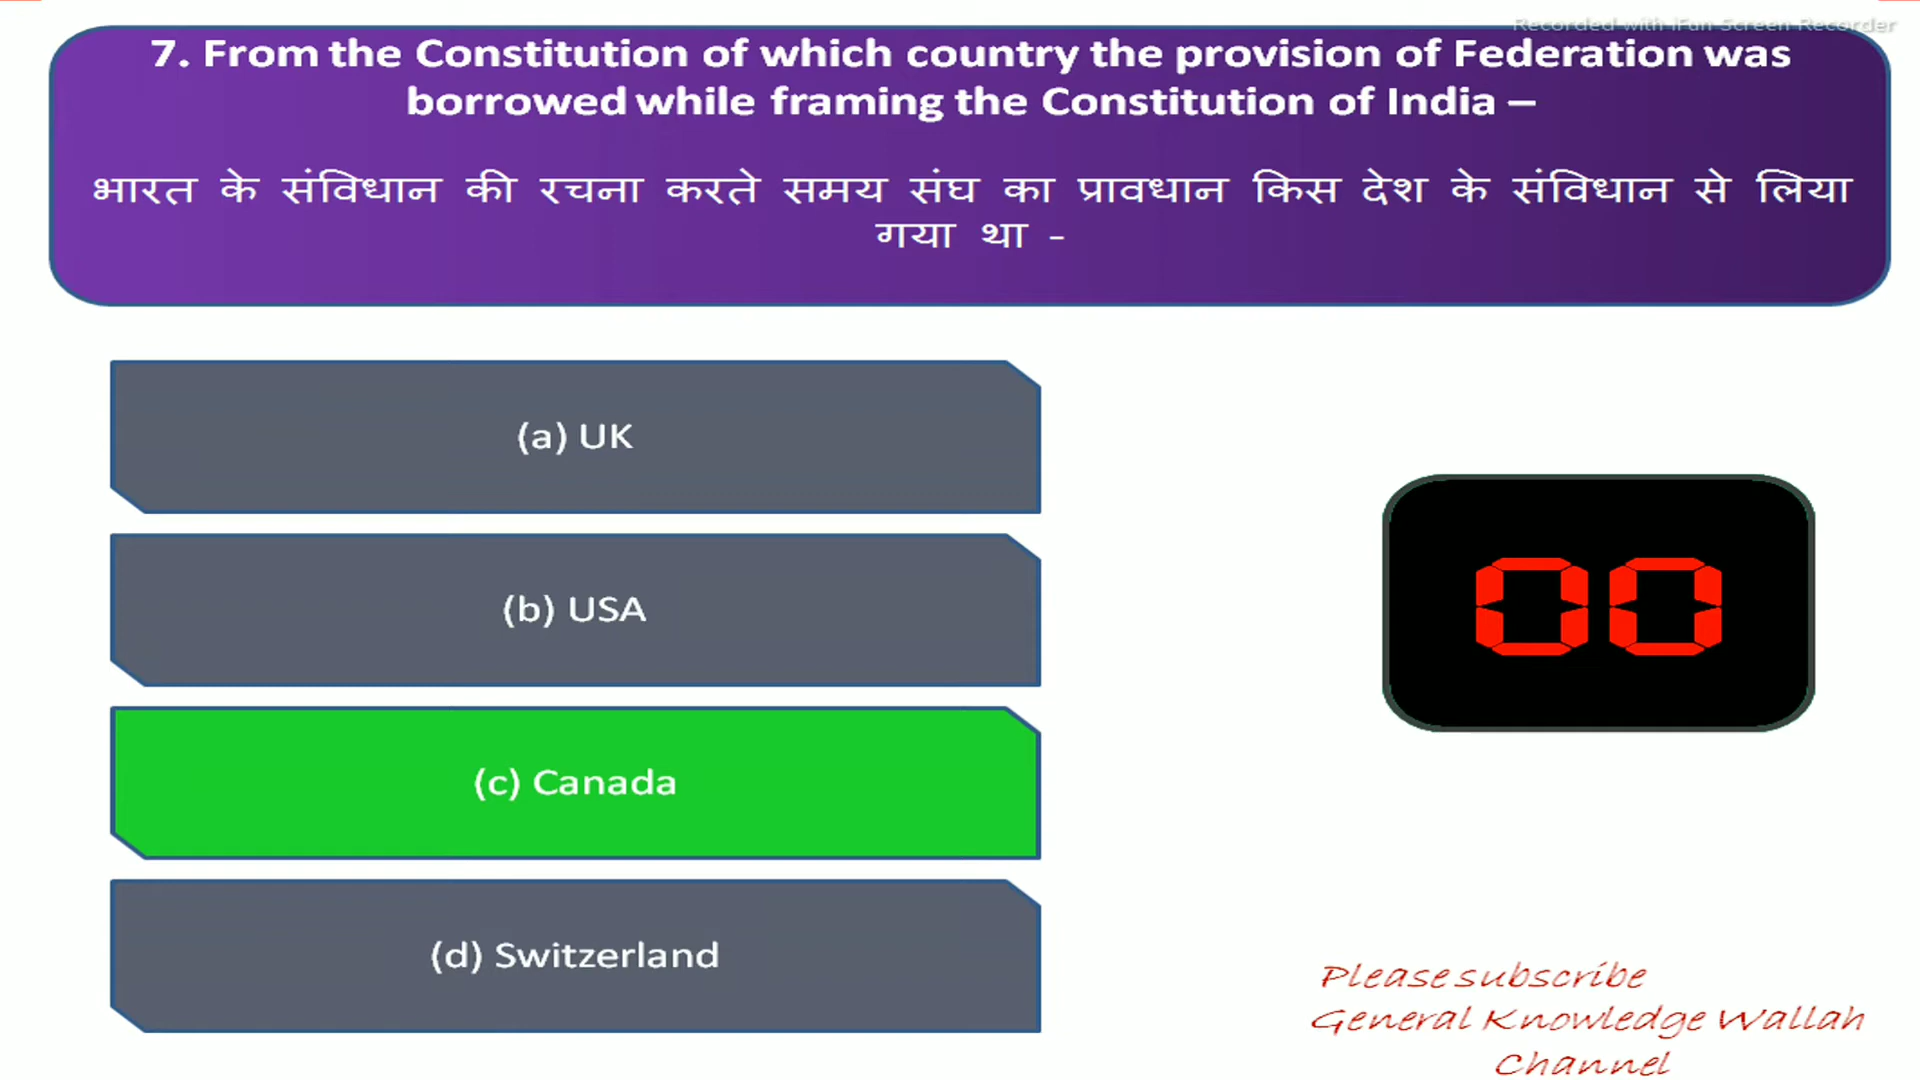 Recorded with iFun Screen Recorder
7. From the Constitution of which country the provision of Federation was
borrowed while framing the Constitution of India –
भारत के संविधान की रचना करते समय संघ का प्रावधान किस देश के संविधान से लिया
गया था -
(a) UK
(b) USA
00
(c) Canada
(d) Switzerland
Please subscribe
General Knowledge Wallah
Channel